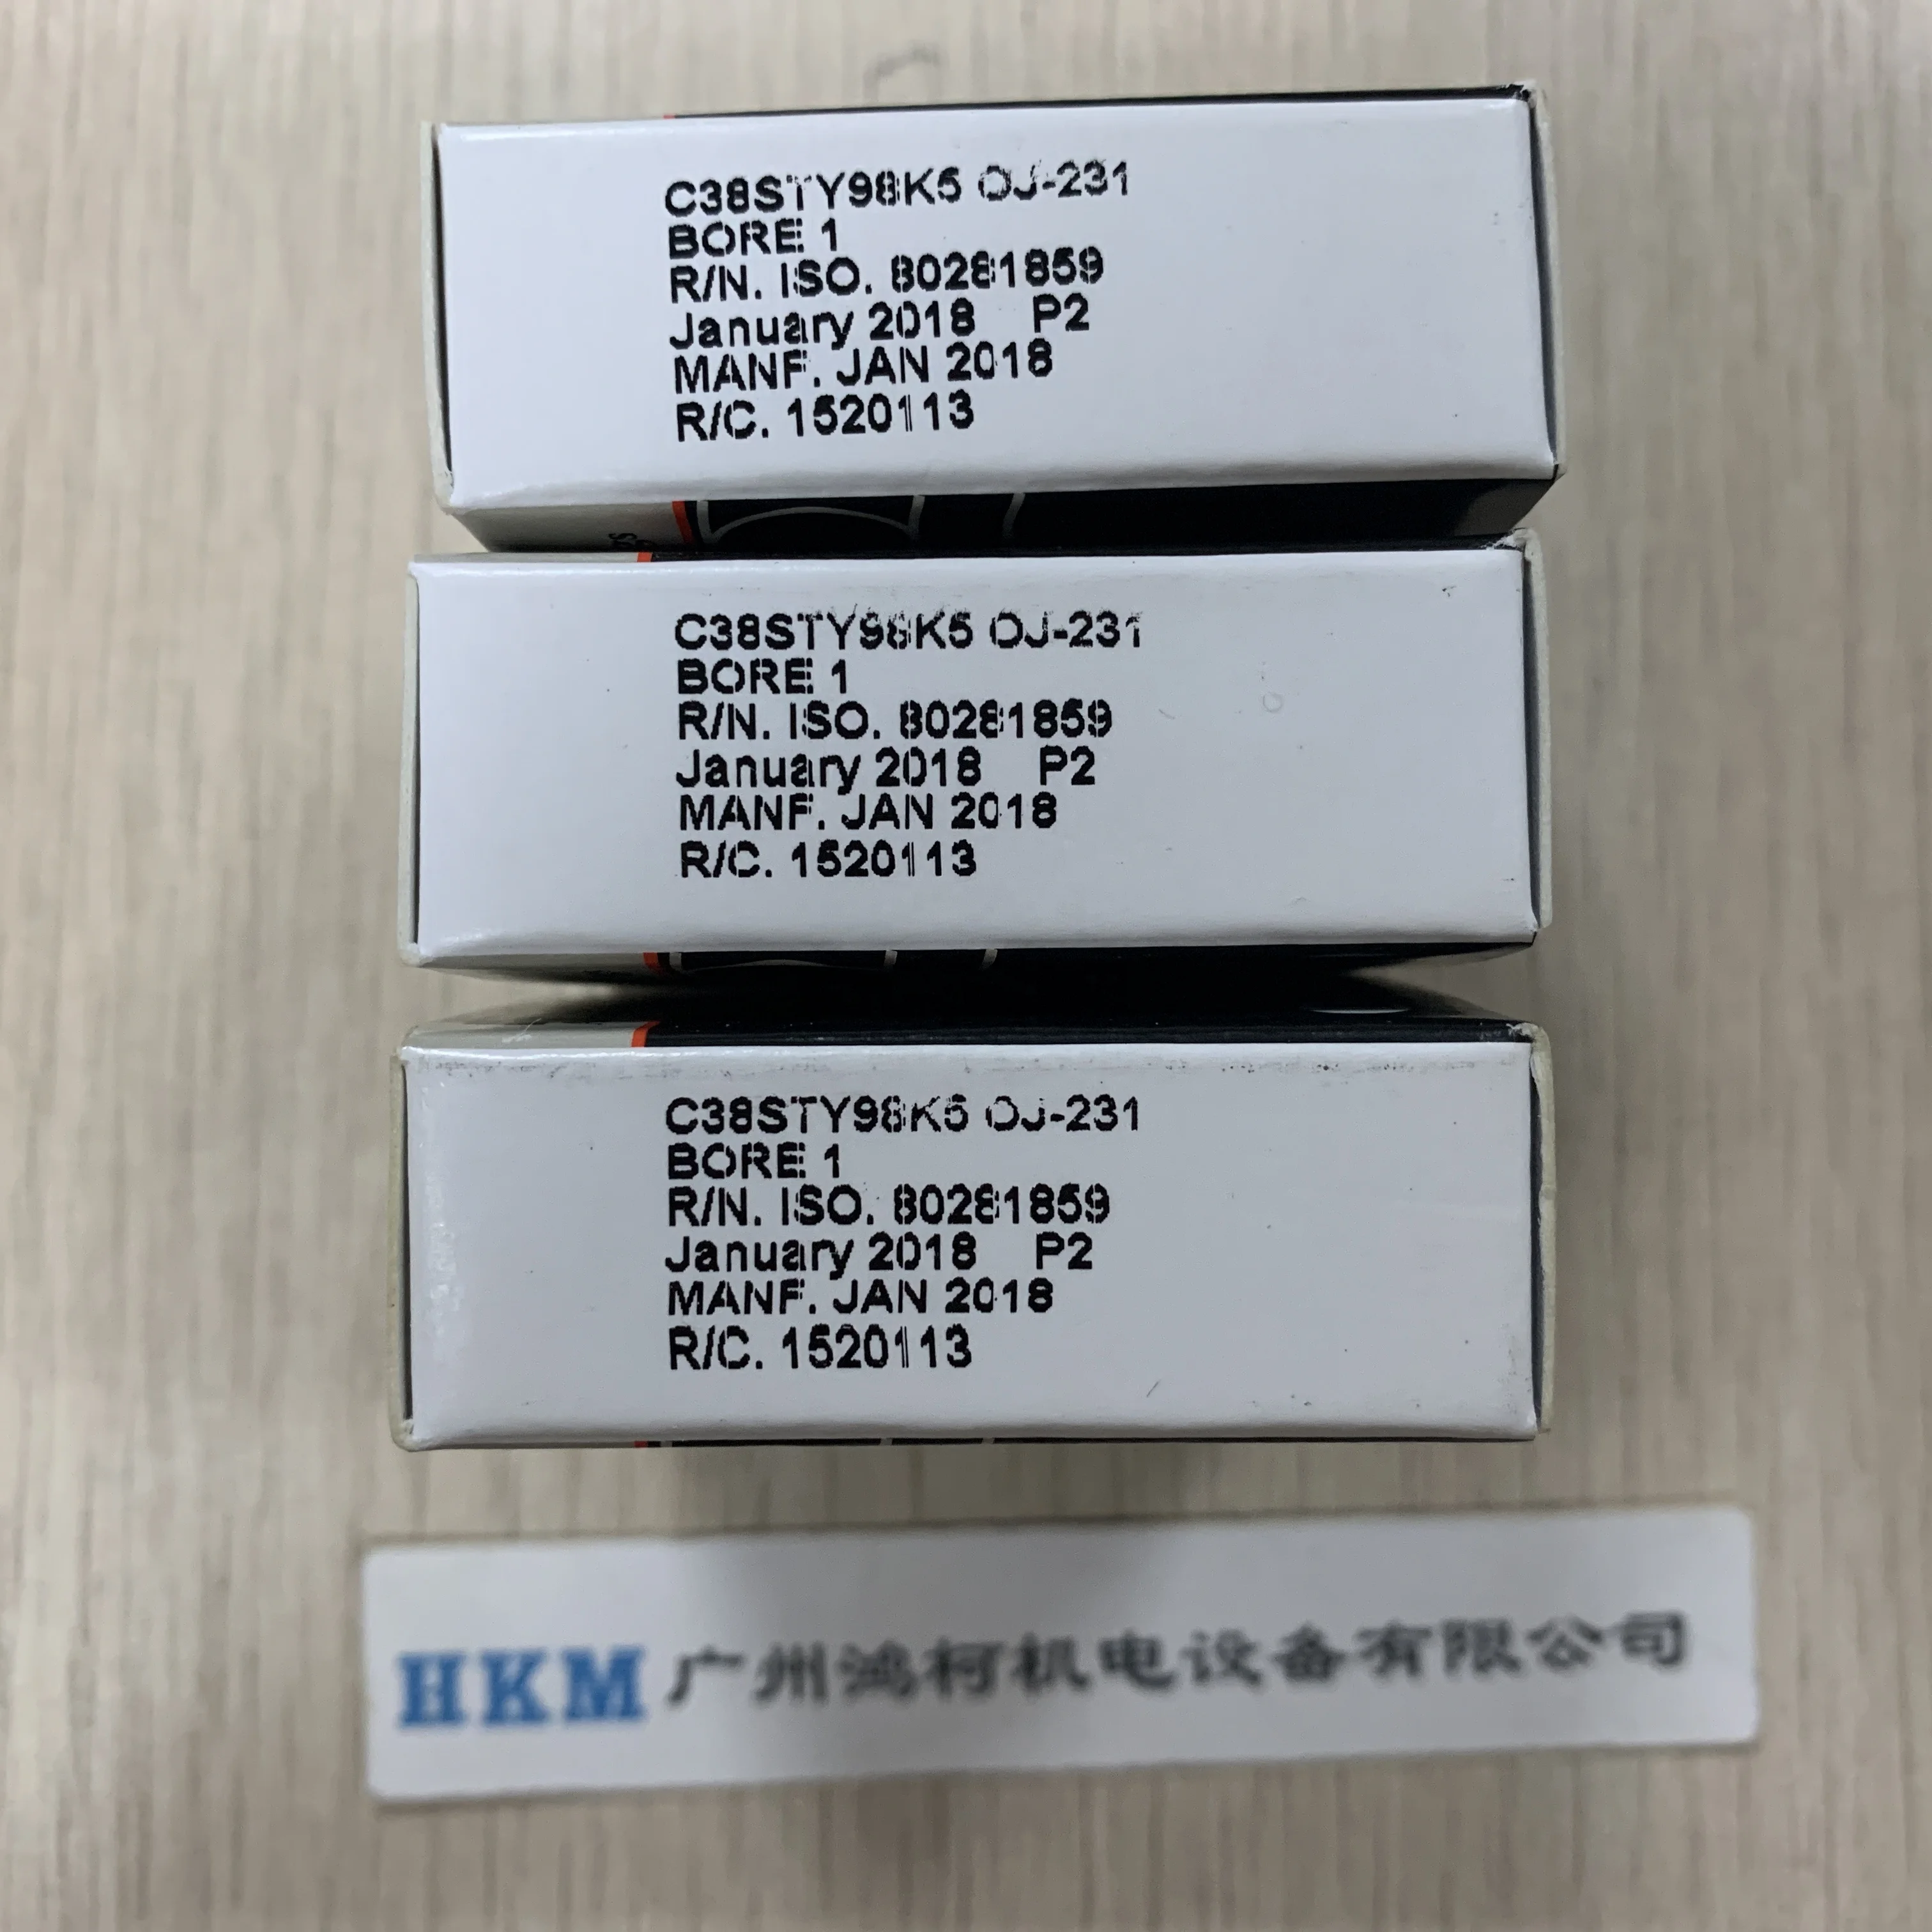 C38STY98K5 OJ-231
BORE 1
R/N. ISO. 80281859
January 2018 P2
MANF. JAN 2018
R/C. 1520113
C38STY98K5 OJ-231
BORE 1
R/N. ISO. 80281859
January 2018 P2
MANF. JAN 2018
R/C. 1520113
C38STY98K5 OJ-231
BORE 1
R/N. ISO. 80281859
January 2018 P2
MANF. JAN 2018
R/C. 1520113
HKM 广州鸿柯机电设备有限公司